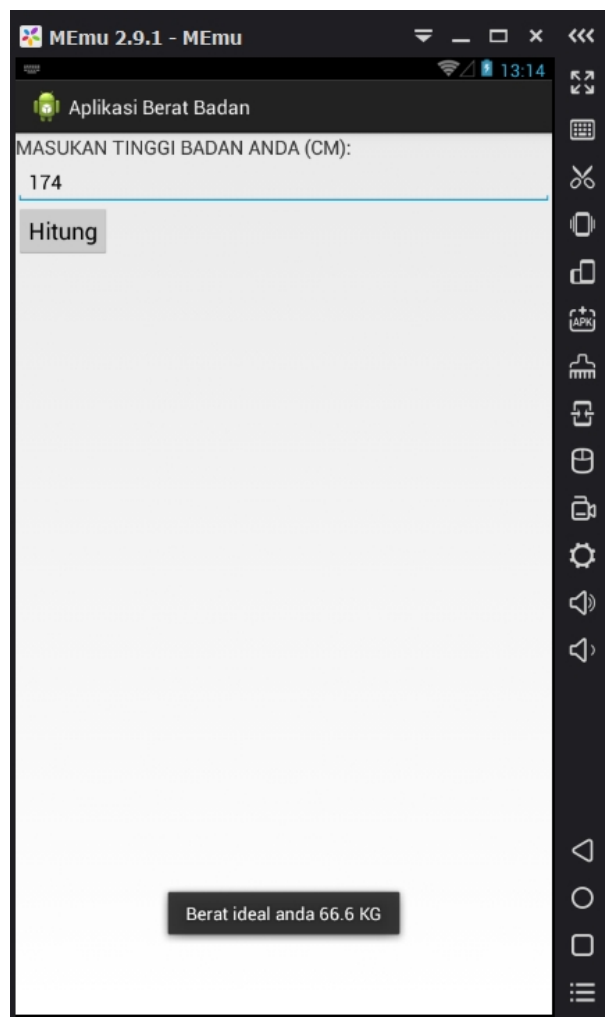 MEmu 2.9.1 - MEmu
13:14
Aplikasi Berat Badan
MASUKAN TINGGI BADAN ANDA (CM):
174
Hitung
APK
Berat ideal anda 66.6 KG